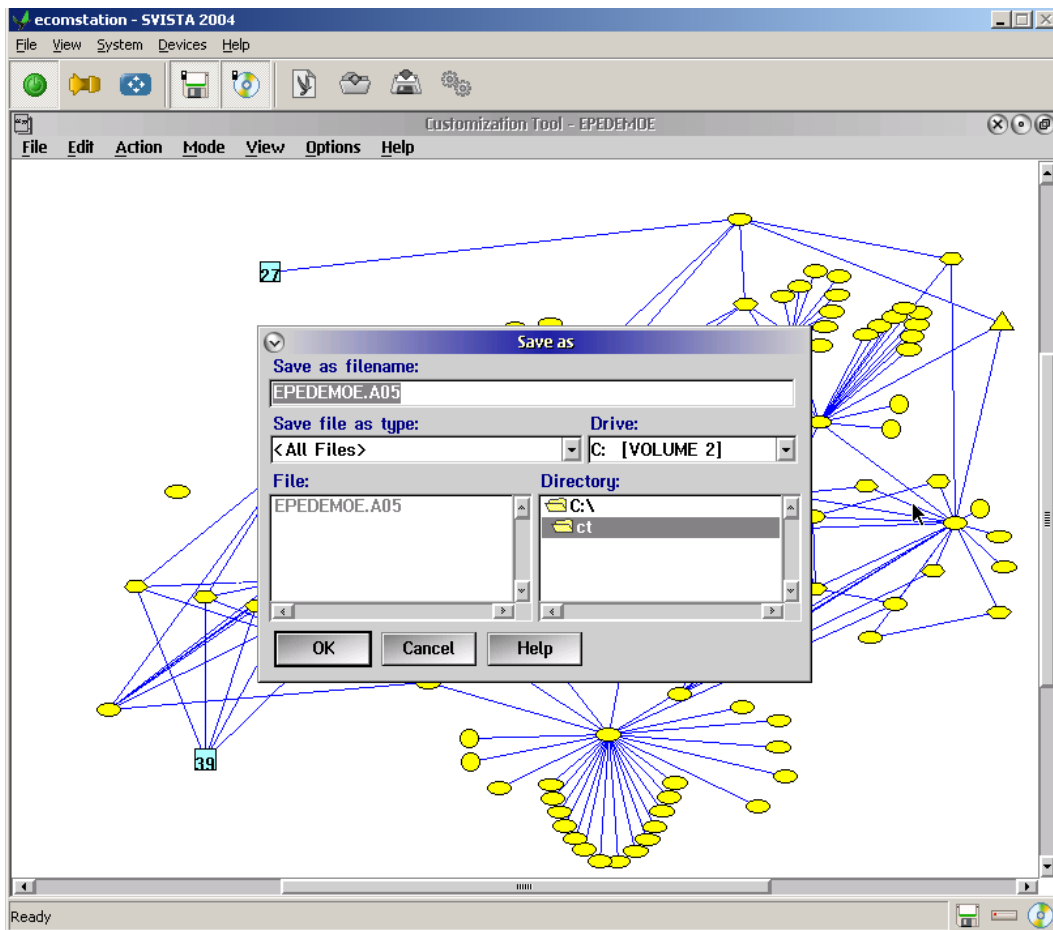 ecomstation - SVISTA 2004
File View System Devices Help
Customization Tool - EPEDEMOE
File Edit Action Mode View Options Help
27
Save as
Save as filename:
EPEDEMOE.A05
Save file as type: Drive:
<All Files> C: [VOLUME 2]
File: Directory:
EPEDEMOE.A05 C:\
ct
OK Cancel Help
39
Ready